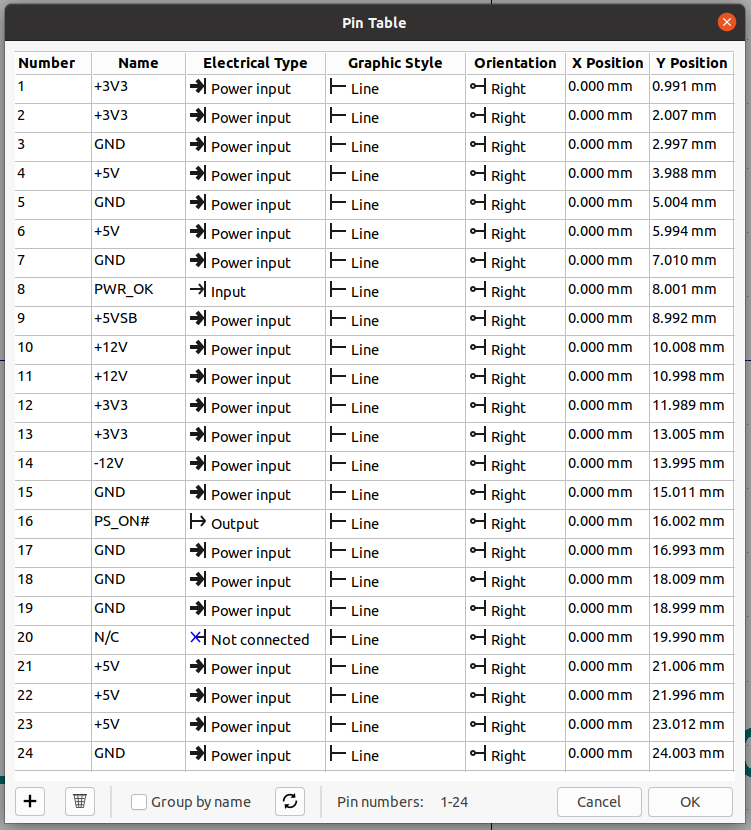 Pin Table
Number Name Electrical Type Graphic Style Orientation X Position Y Position
1 +3V3 Power input Line Right 0.000 mm 0.991 mm
2 +3V3 Power input Line Right 0.000 mm 2.007 mm
3 GND Power input Line Right 0.000 mm 2.997 mm
4 +5V Power input Line Right 0.000 mm 3.988 mm
5 GND Power input Line Right 0.000 mm 5.004 mm
6 +5V Power input Line Right 0.000 mm 5.994 mm
7 GND Power input Line Right 0.000 mm 7.010 mm
8 PWR_OK Input Line Right 0.000 mm 8.001 mm
9 +5VSB Power input Line Right 0.000 mm 8.992 mm
10 +12V Power input Line Right 0.000 mm 10.008 mm
11 +12V Power input Line Right 0.000 mm 10.998 mm
12 +3V3 Power input Line Right 0.000 mm 11.989 mm
13 +3V3 Power input Line Right 0.000 mm 13.005 mm
14 -12V Power input Line Right 0.000 mm 13.995 mm
15 GND Power input Line Right 0.000 mm 15.011 mm
16 PS_ON# Output Line Right 0.000 mm 16.002 mm
17 GND Power input Line Right 0.000 mm 16.993 mm
18 GND Power input Line Right 0.000 mm 18.009 mm
19 GND Power input Line Right 0.000 mm 18.999 mm
20 N/C Not connected Line Right 0.000 mm 19.990 mm
21 +5V Power input Line Right 0.000 mm 21.006 mm
22 +5V Power input Line Right 0.000 mm 21.996 mm
23 +5V Power input Line Right 0.000 mm 23.012 mm
24 GND Power input Line Right 0.000 mm 24.003 mm
Group by name Pin numbers: 1-24 Cancel OK